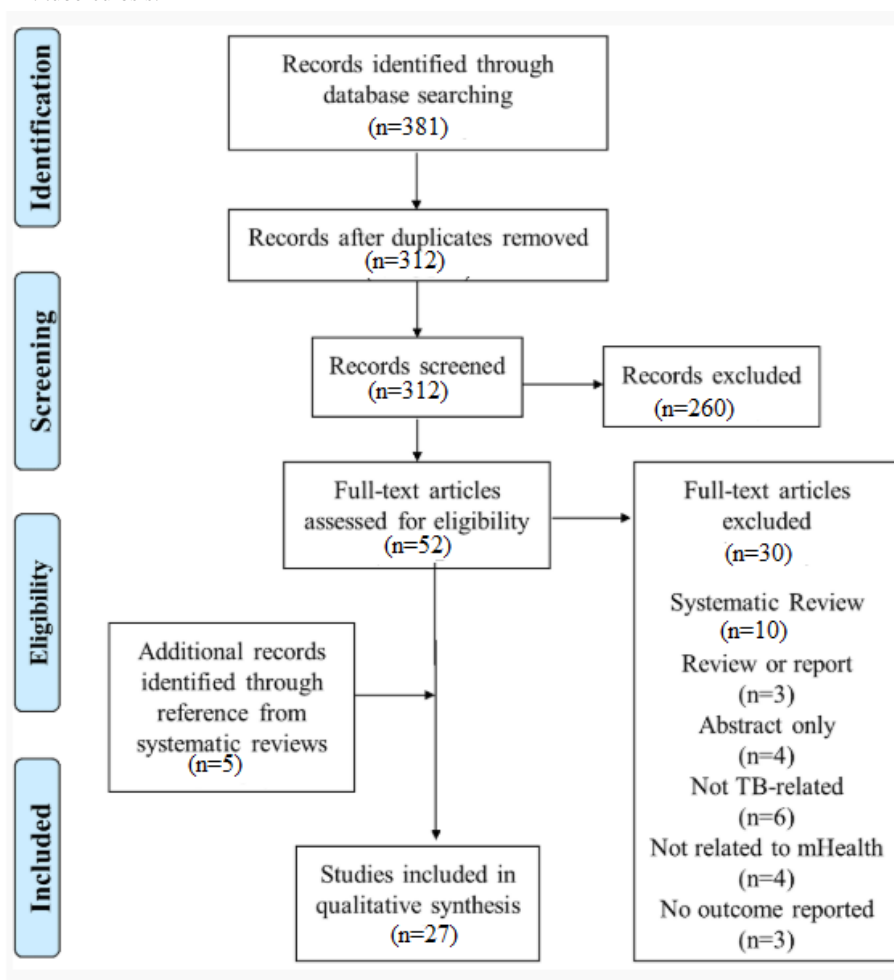 Identification
Records identified through
database searching
(n=381)
Records after duplicates removed
(n=312)
Screening
Records screened
(n=312)
Records excluded
(n=260)
Eligibility
Full-text articles
assessed for eligibility
(n=52)
Full-text articles
excluded
(n=30)
Systematic Review
(n=10)
Review or report
(n=3)
Abstract only
(n=4)
Not TB-related
(n=6)
Not related to mHealth
(n=4)
No outcome reported
(n=3)
Additional records
identified through
reference from
systematic reviews
(n=5)
Included
Studies included in
qualitative synthesis
(n=27)